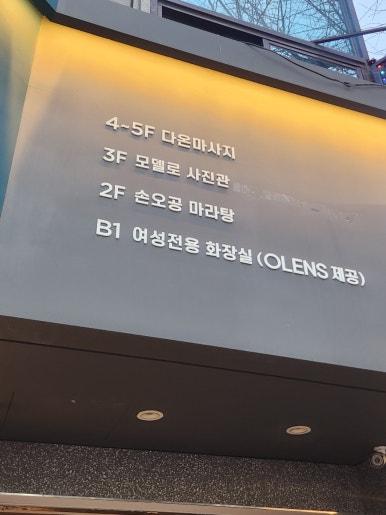 4~5F 다온마사지
3F 모델로 사진관
2F 손오공 마라탕
B1 여성전용 화장실 (OLENS 제공)